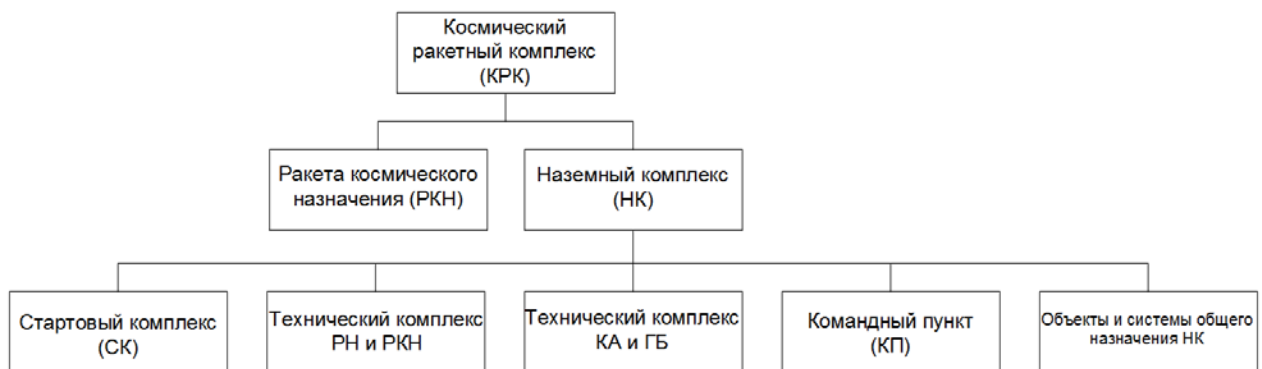 Космический
ракетный комплекс
(КРК)
Ракета космического
назначения (РКН)
Наземный комплекс
(НК)
Стартовый комплекс
(СК)
Технический комплекс
РН и РКН
Технический комплекс
КА и ГБ
Командный пункт
(КП)
Объекты и системы общего
назначения НК